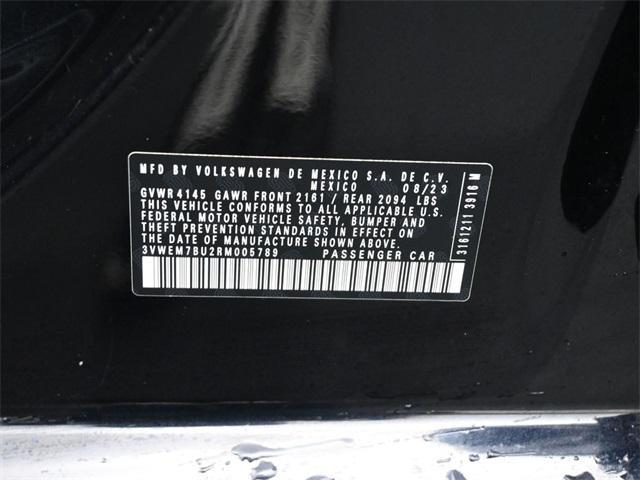 MFD BY VOLKSWAGEN DE MEXICO S.A. DE C.V.
MEXICO 08/23
GVWR 4145 GAWR FRONT 2161 / REAR 2094 LBS
THIS VEHICLE CONFORMS TO ALL APPLICABLE U.S.
FEDERAL MOTOR VEHICLE SAFETY, BUMPER AND
THEFT PREVENTION STANDARDS IN EFFECT ON
THE DATE OF MANUFACTURE SHOWN ABOVE.
3VWEM7BU2RM005789 PASSENGER CAR
3161211 3916 M